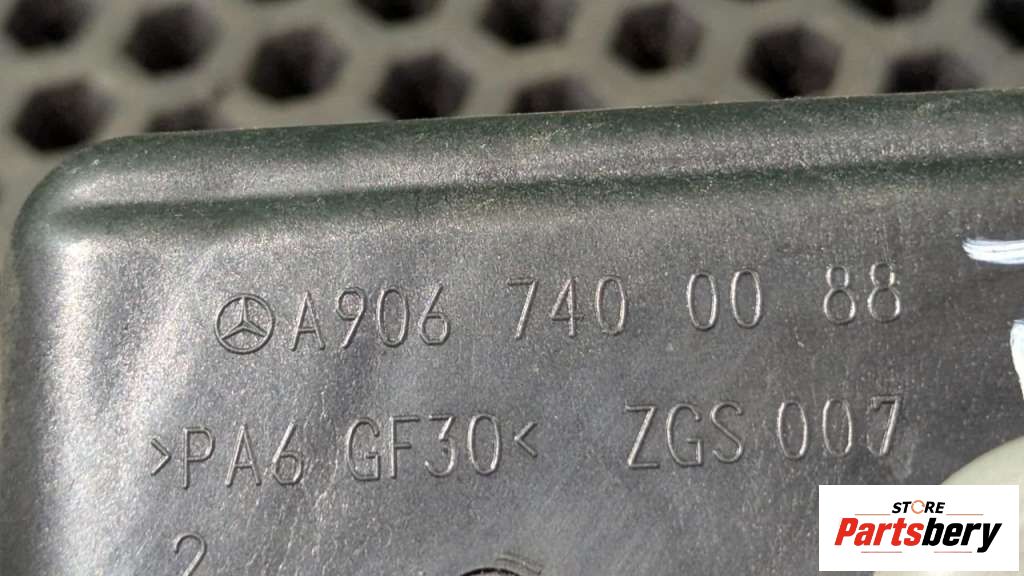 A906 740 00 88
>PA6 GF30< ZGS 007
2
STORE
Partsbery